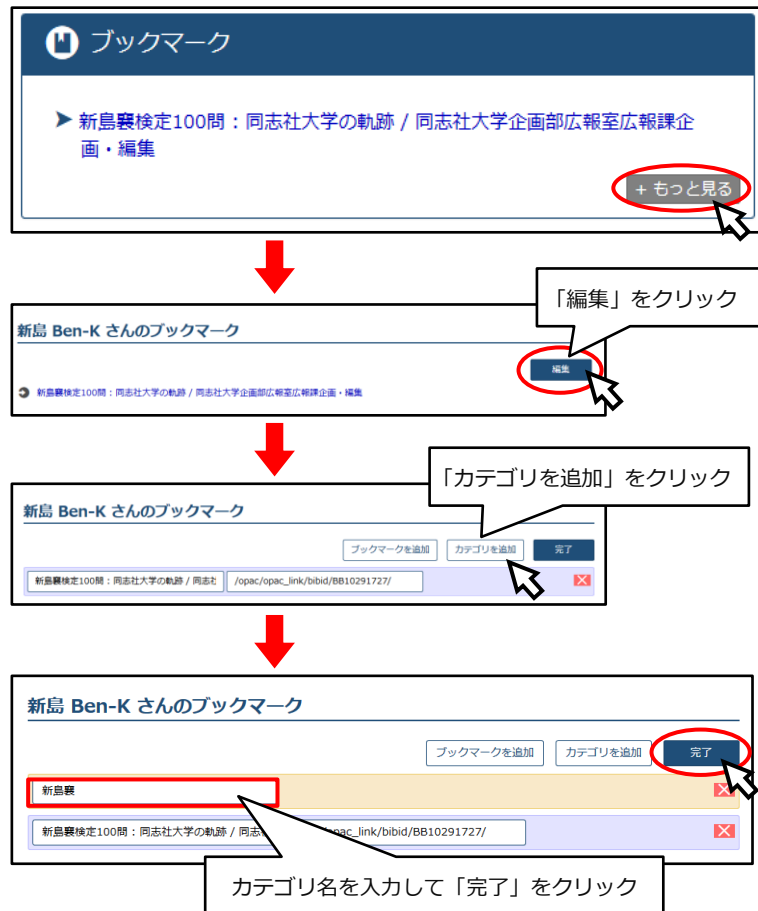 ブックマーク
新島襄検定100問：同志社大学の軌跡 / 同志社大学企画部広報室広報課企
画・編集
+ もっと見る
「編集」をクリック
新島 Ben-K さんのブックマーク
編集
新島襄検定100問：同志社大学の軌跡 / 同志社大学企画部広報室広報課企画・編集
「カテゴリを追加」をクリック
新島 Ben-K さんのブックマーク
ブックマークを追加 カテゴリを追加 完了
新島襄検定100問：同志社大学の軌跡 / 同志社 /opac/opac_link/bibid/BB10291727/
新島 Ben-K さんのブックマーク
ブックマークを追加 カテゴリを追加 完了
新島襄
新島襄検定100問：同志社大学の軌跡 / 同志 opac_link/bibid/BB10291727/
カテゴリ名を入力して「完了」をクリック